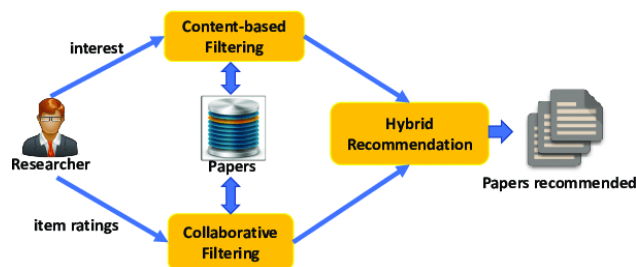 Content-based
Filtering
interest
Researcher
Papers
Hybrid
Recommendation
Papers recommended
item ratings
Collaborative
Filtering